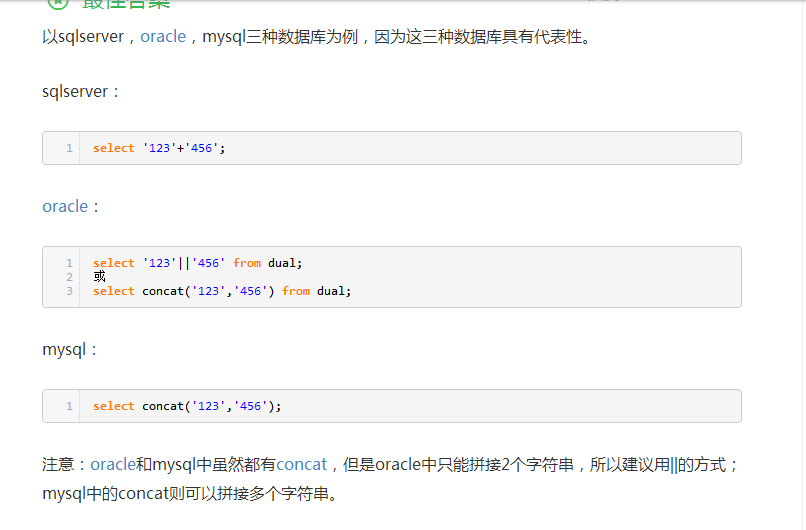 最佳答案
以sqlserver，oracle，mysql三种数据库为例，因为这三种数据库具有代表性。
sqlserver：
1 select '123'+'456';
oracle：
1 select '123'||'456' from dual;
2 或
3 select concat('123','456') from dual;
mysql：
1 select concat('123','456');
注意：oracle和mysql中虽然都有concat，但是oracle中只能拼接2个字符串，所以建议用||的方式；
mysql中的concat则可以拼接多个字符串。